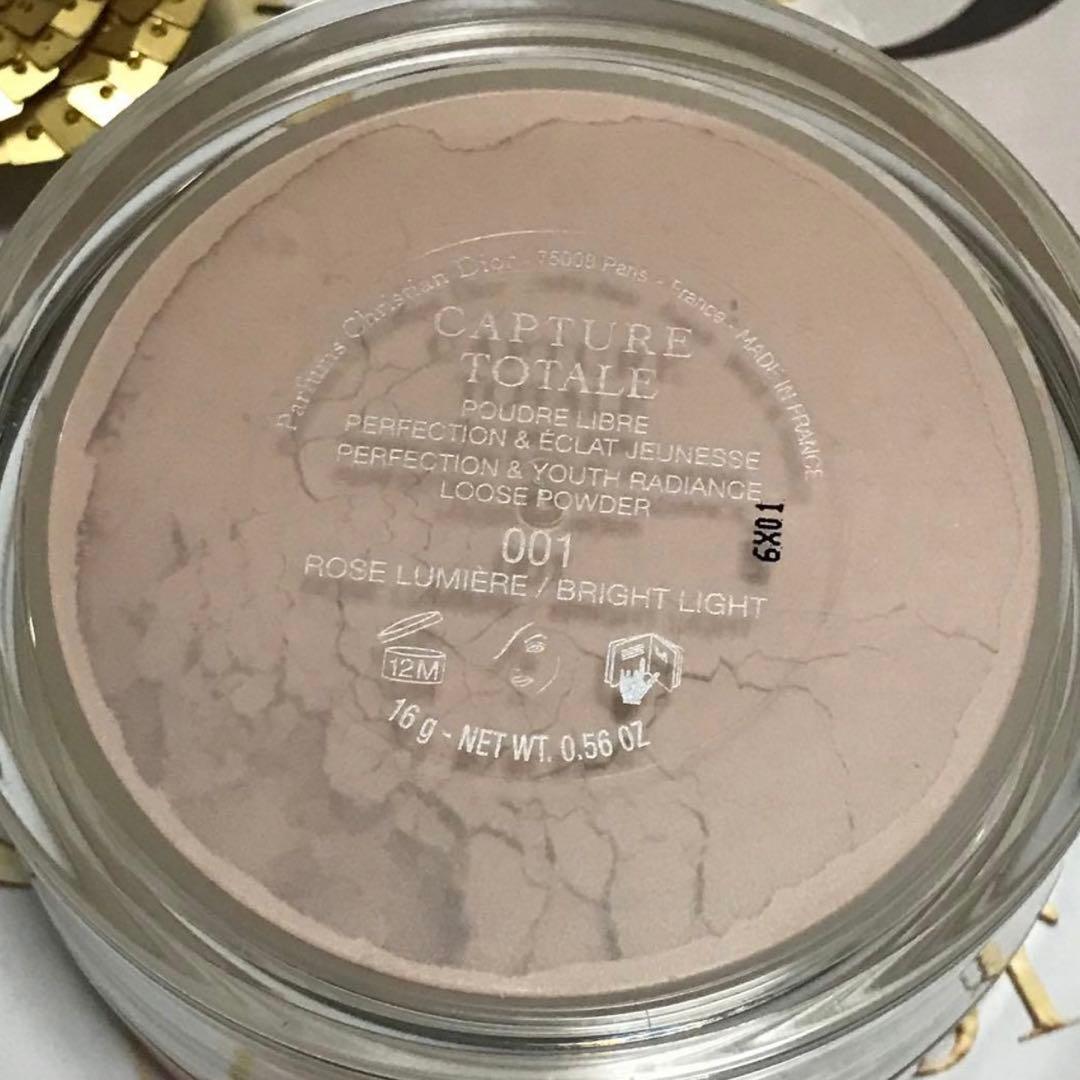 Parfums Christian Dior - 75008 Paris - France - MADE IN FRANCE
CAPTURE
TOTALE
POUDRE LIBRE
PERFECTION & ÉCLAT JEUNESSE
PERFECTION & YOUTH RADIANCE
LOOSE POWDER
6X01
001
ROSE LUMIÈRE / BRIGHT LIGHT
12M
16 g - NET WT. 0.56 OZ